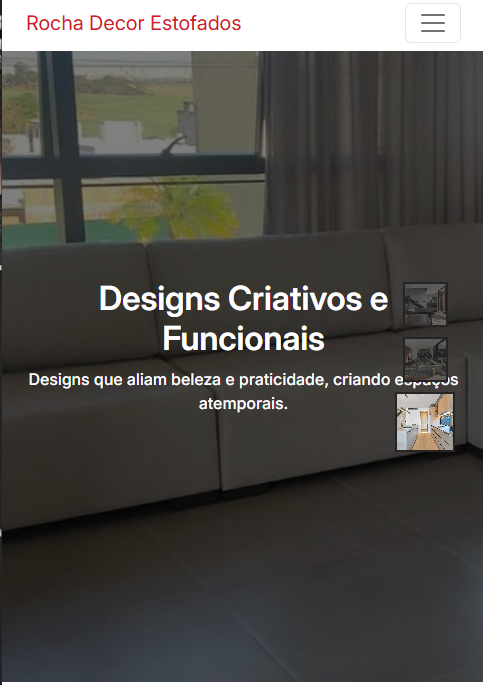 Rocha Decor Estofados
Designs Criativos e
Funcionais
Designs que aliam beleza e praticidade, criando espaços
atemporais.